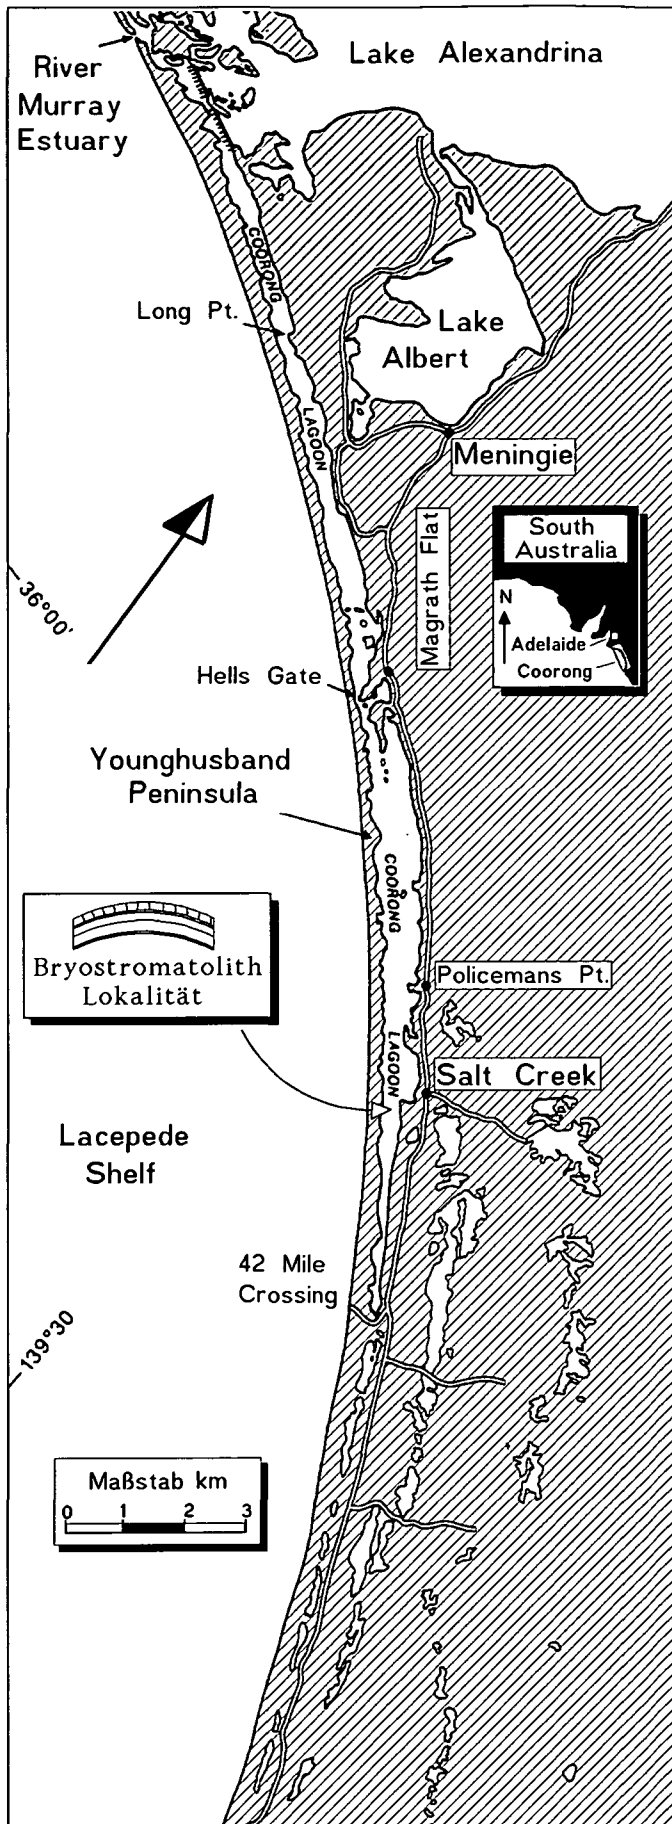 Lake Alexandrina
River
Murray
Estuary
COORONG
Long Pt.
Lake
Albert
LAGOON
Meningie
Magrath Flat
South
Australia
N
Adelaide
Coorong
36°00'
Hells Gate
Younghusband
Peninsula
COORONG
Bryostromatolith
Lokalität
Policemans Pt.
LAGOON
Salt Creek
Lacepede
Shelf
42 Mile
Crossing
139°30
Maßstab km
0 1 2 3